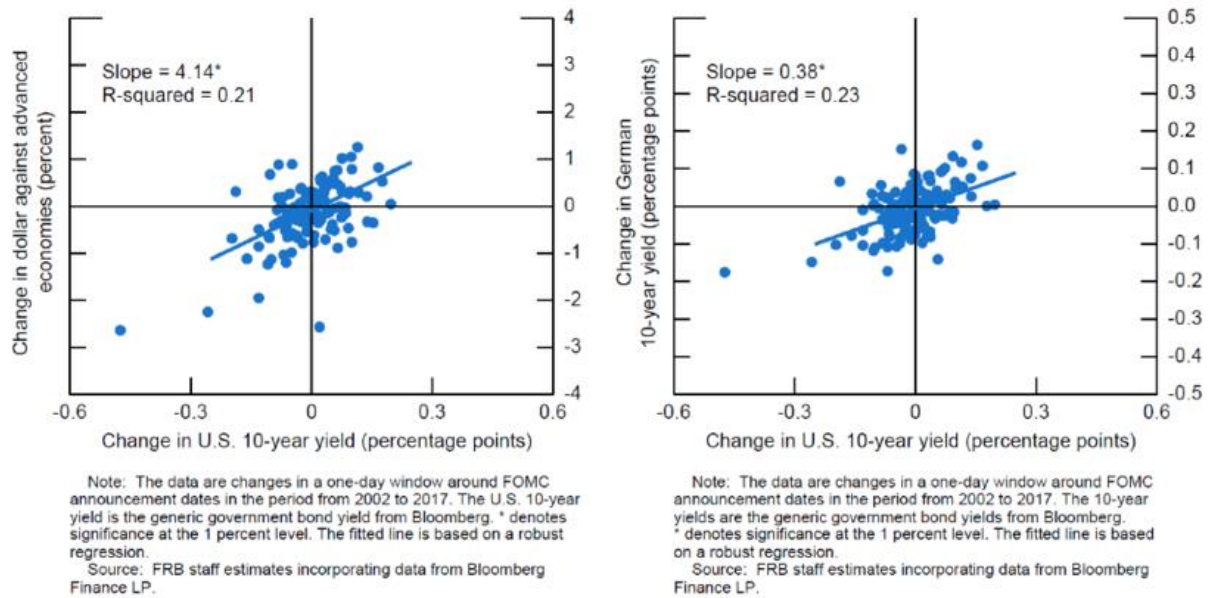 Change in dollar against advanced
economies (percent)
Slope = 4.14*
R-squared = 0.21
4
3
2
1
0
-1
-2
-3
-4
-0.6
-0.3
0
0.3
0.6
Change in U.S. 10-year yield (percentage points)
Note: The data are changes in a one-day window around FOMC
announcement dates in the period from 2002 to 2017. The U.S. 10-year
yield is the generic government bond yield from Bloomberg. * denotes
significance at the 1 percent level. The fitted line is based on a robust
regression.
Source: FRB staff estimates incorporating data from Bloomberg
Finance LP.
Change in German
10-year yield (percentage points)
Slope = 0.38*
R-squared = 0.23
0.5
0.4
0.3
0.2
0.1
0.0
-0.1
-0.2
-0.3
-0.4
-0.5
-0.6
-0.3
0
0.3
0.6
Change in U.S. 10-year yield (percentage points)
Note: The data are changes in a one-day window around FOMC
announcement dates in the period from 2002 to 2017. The 10-year
yields are the generic government bond yields from Bloomberg.
* denotes significance at the 1 percent level. The fitted line is based
on a robust regression.
Source: FRB staff estimates incorporating data from Bloomberg
Finance LP.